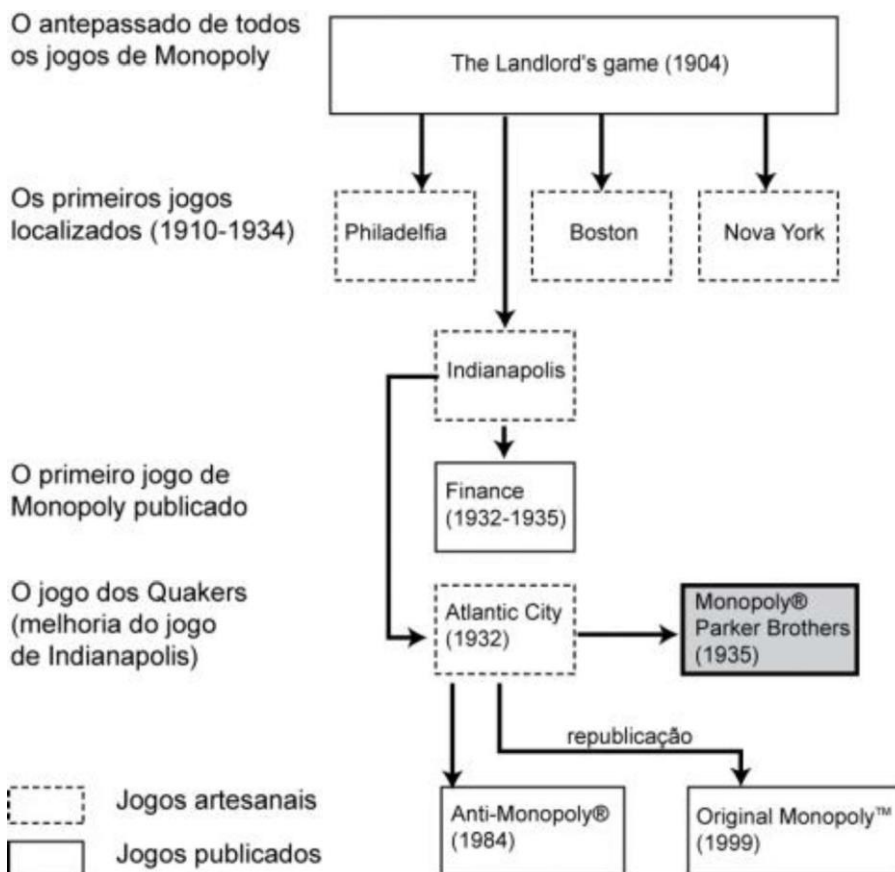 O antepassado de todos
os jogos de Monopoly
The Landlord's game (1904)
Os primeiros jogos
localizados (1910-1934)
Philadelfia
Boston
Nova York
Indianapolis
O primeiro jogo de
Monopoly publicado
Finance
(1932-1935)
O jogo dos Quakers
(melhoria do jogo
de Indianapolis)
Atlantic City
(1932)
Monopoly®
Parker Brothers
(1935)
republicação
Jogos artesanais
Jogos publicados
Anti-Monopoly®
(1984)
Original Monopoly™
(1999)